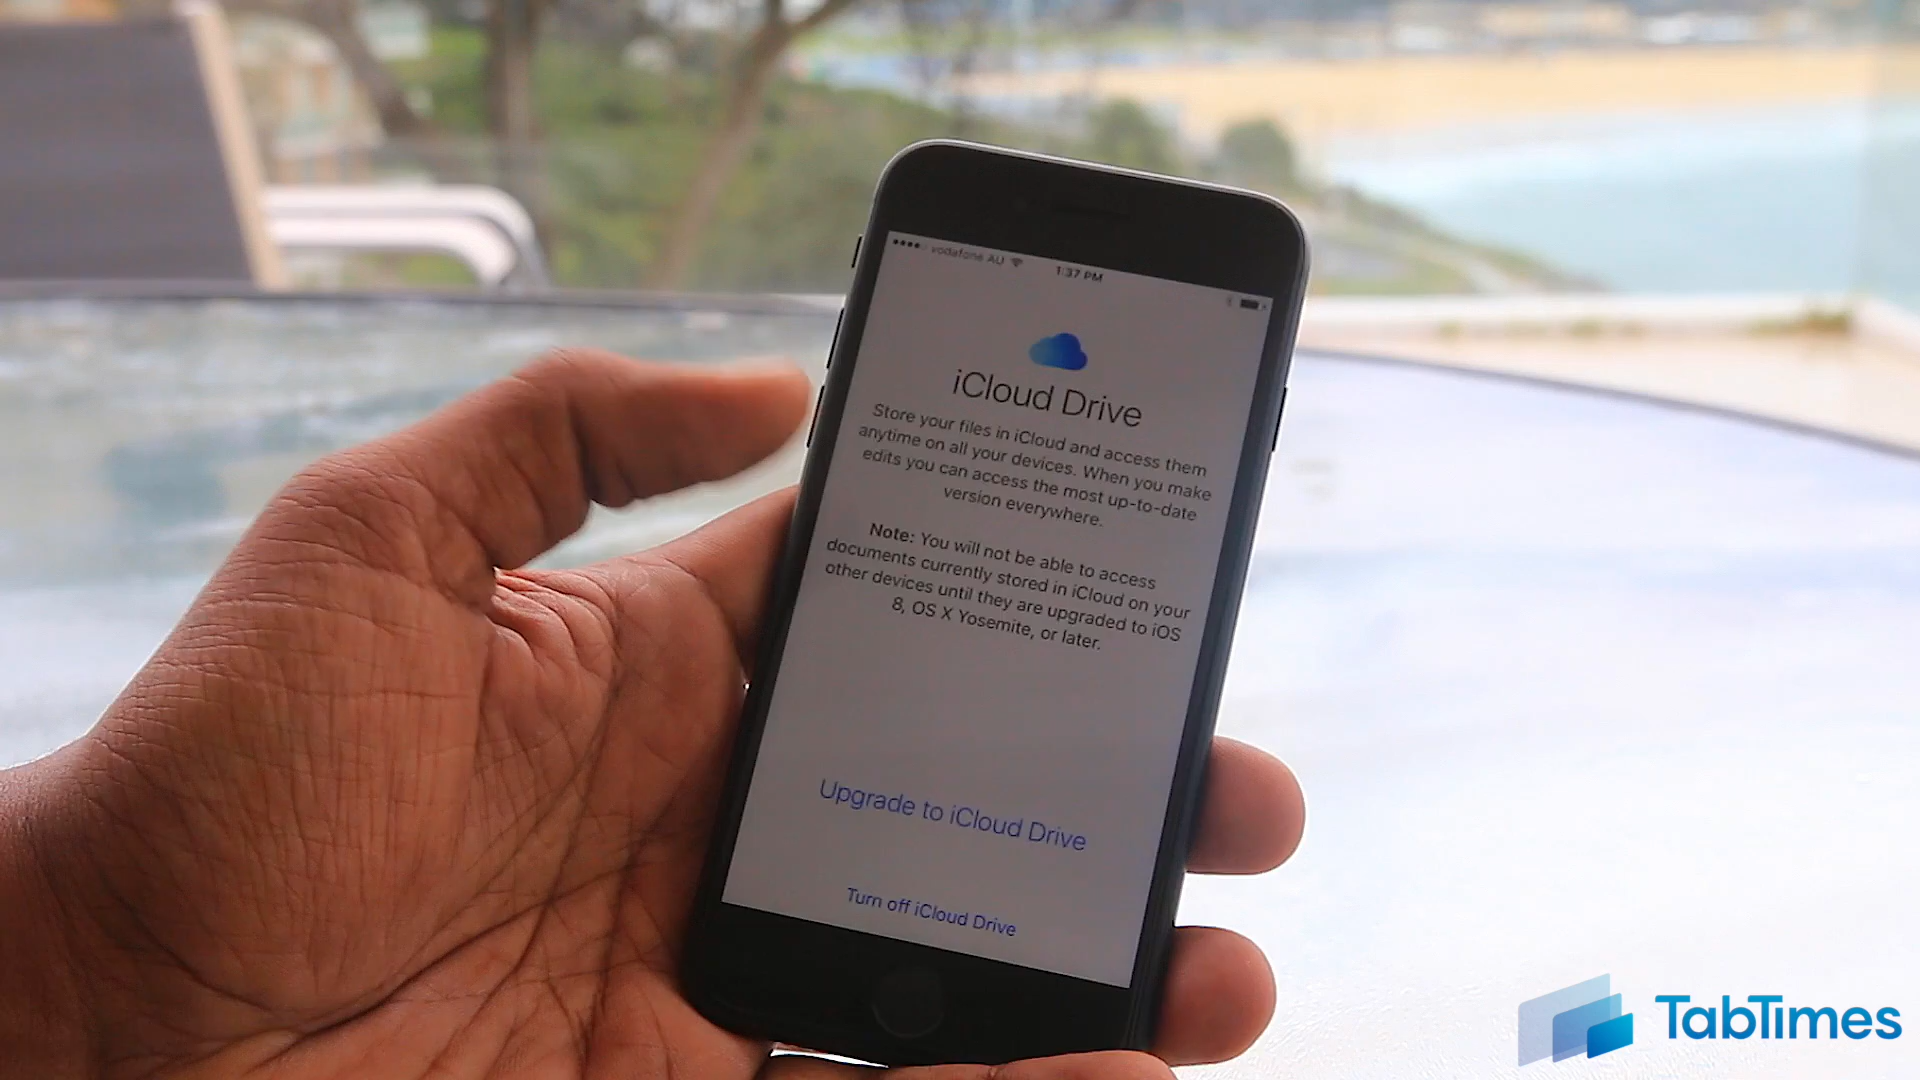 vodafone AU
1:37 PM
iCloud Drive
Store your files in iCloud and access them
anytime on all your devices. When you make
edits you can access the most up-to-date
version everywhere.
Note: You will not be able to access
documents currently stored in iCloud on your
other devices until they are upgraded to iOS
8, OS X Yosemite, or later.
Upgrade to iCloud Drive
Turn off iCloud Drive
TabTimes